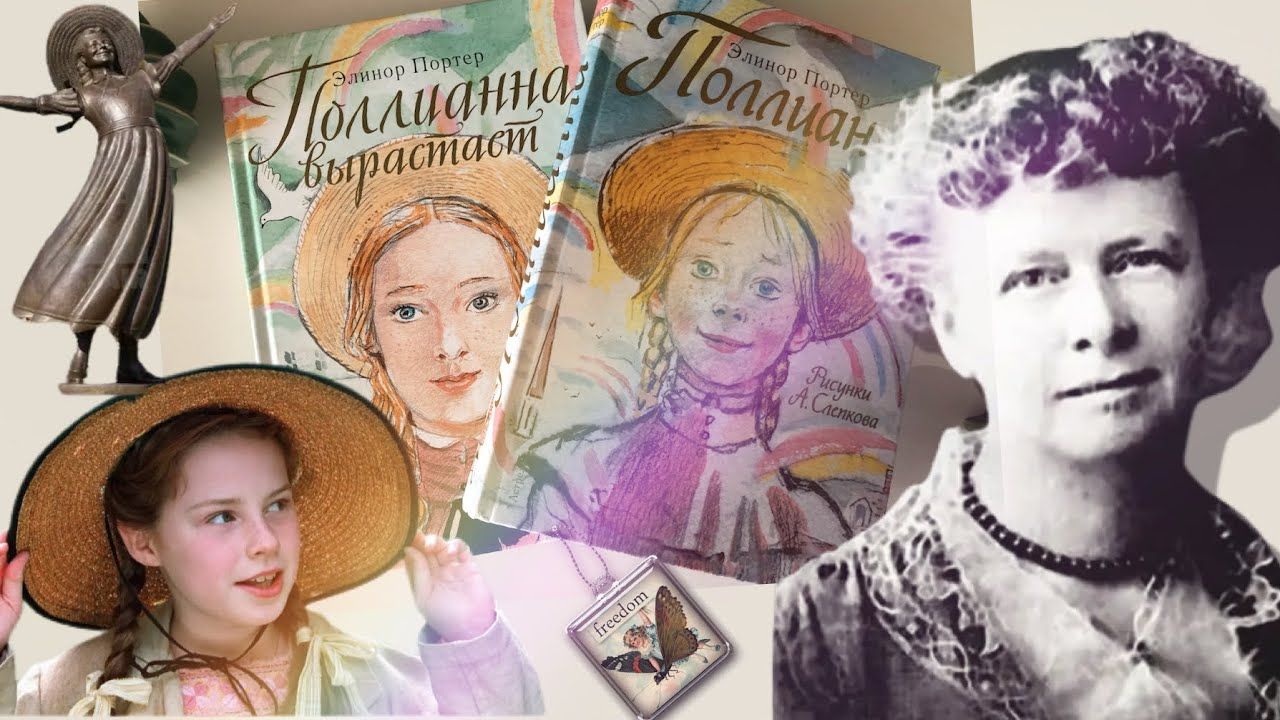 Элинор Портер
Поллианна
вырастает
Элинор Портер
Поллиан
Рисунки
А. Слепкова
freedom